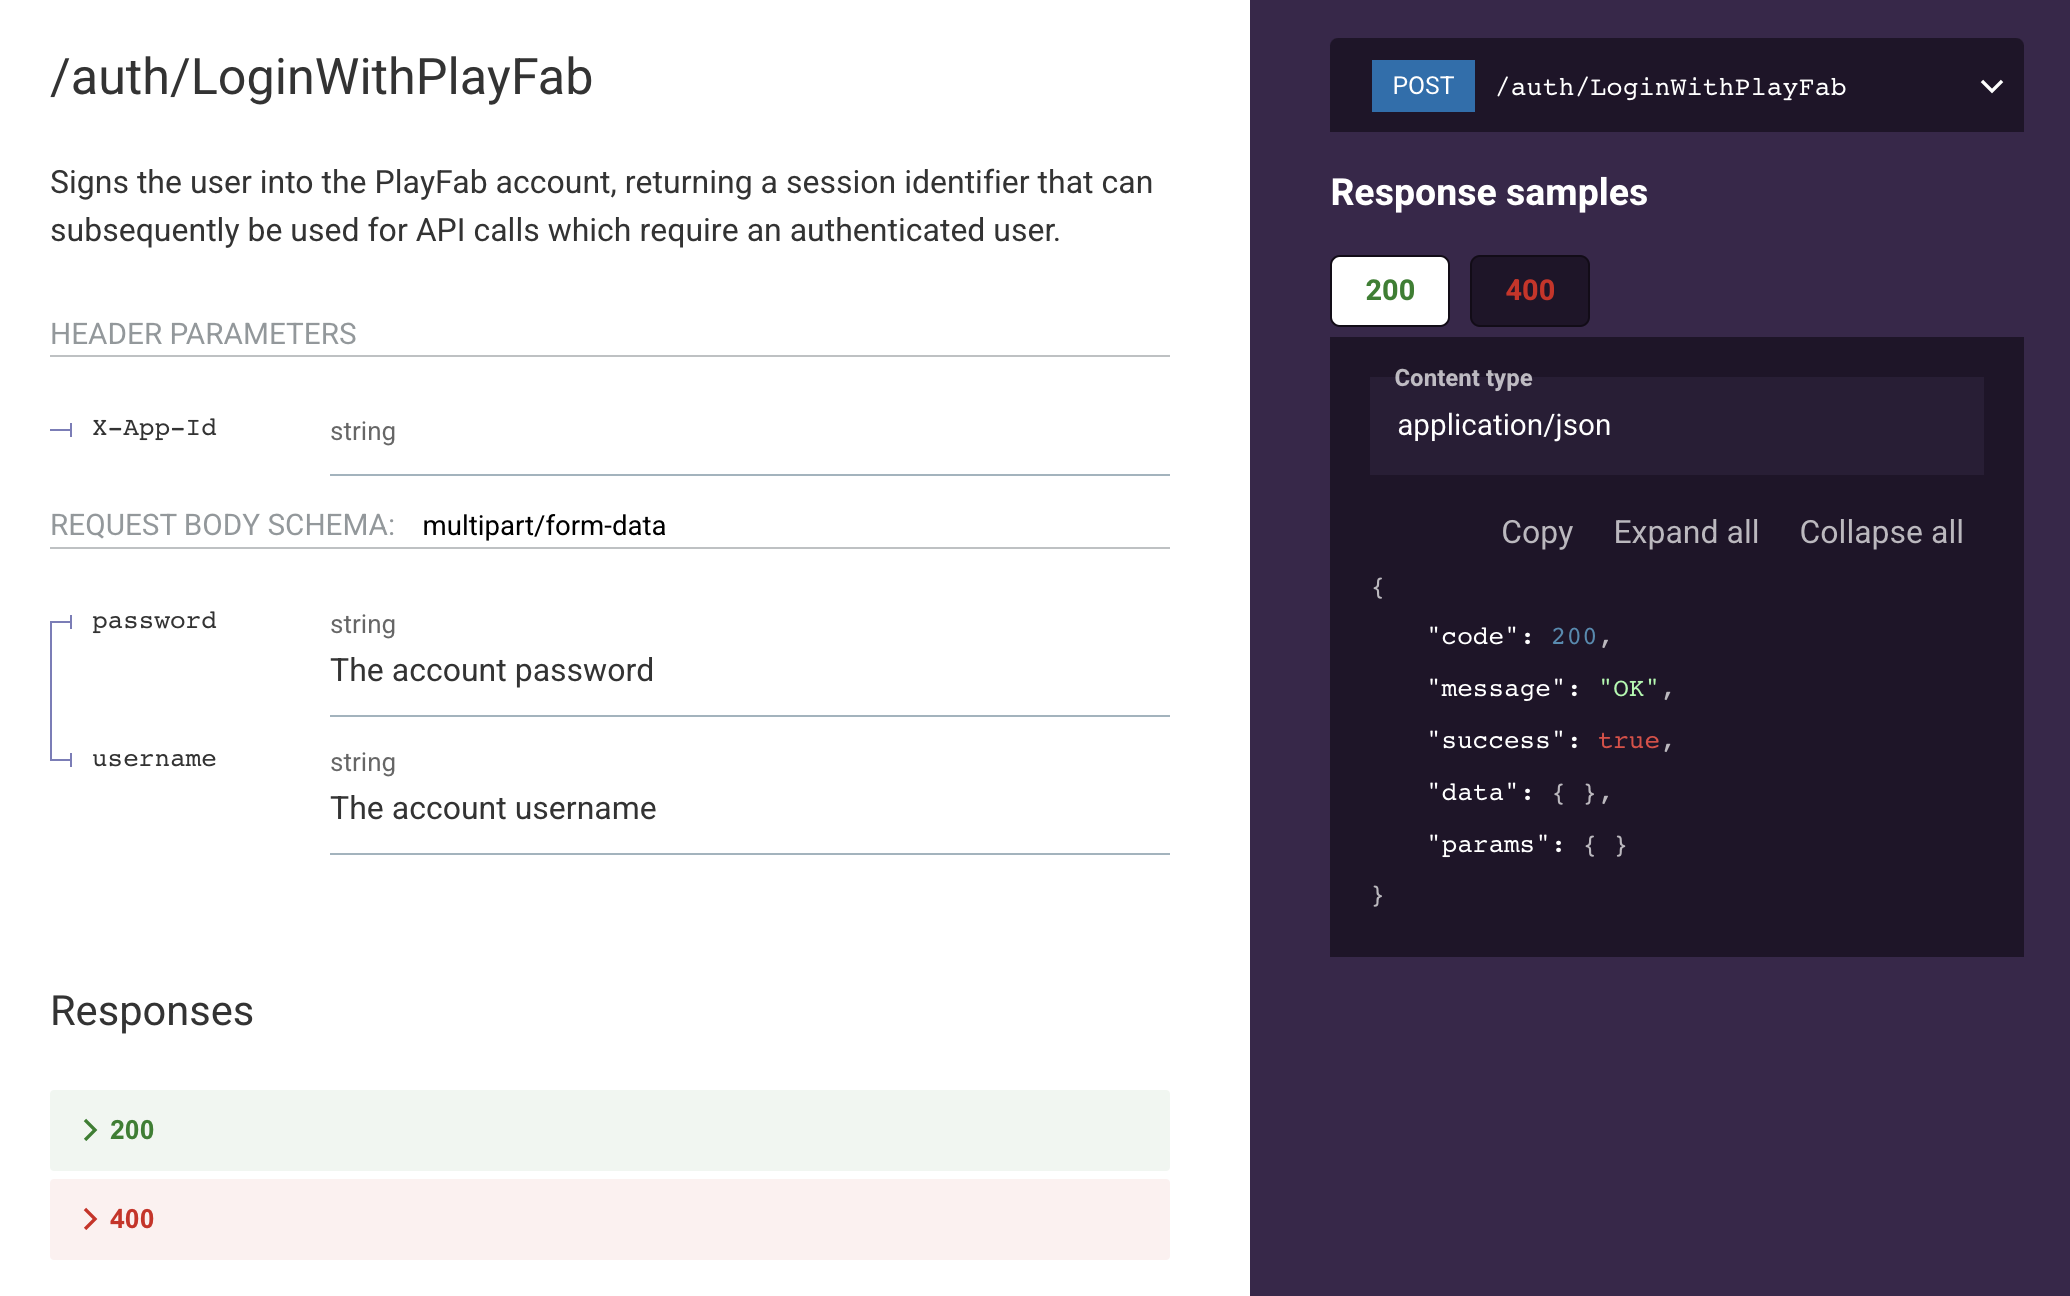 /auth/LoginWithPlayFab
Signs the user into the PlayFab account, returning a session identifier that can
subsequently be used for API calls which require an authenticated user.
HEADER PARAMETERS
X-App-Id string
REQUEST BODY SCHEMA: multipart/form-data
password string
The account password
username string
The account username
Responses
200
400
POST /auth/LoginWithPlayFab
Response samples
200 400
Content type
application/json
Copy Expand all Collapse all
{
"code": 200,
"message": "OK",
"success": true,
"data": { },
"params": { }
}